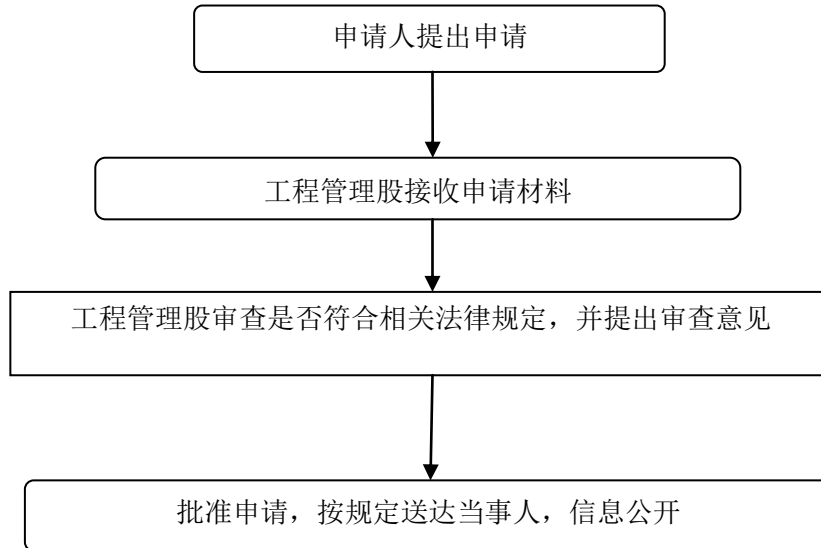 申请人提出申请
工程管理股接收申请材料
工程管理股审查是否符合相关法律规定，并提出审查意见
批准申请，按规定送达当事人，信息公开